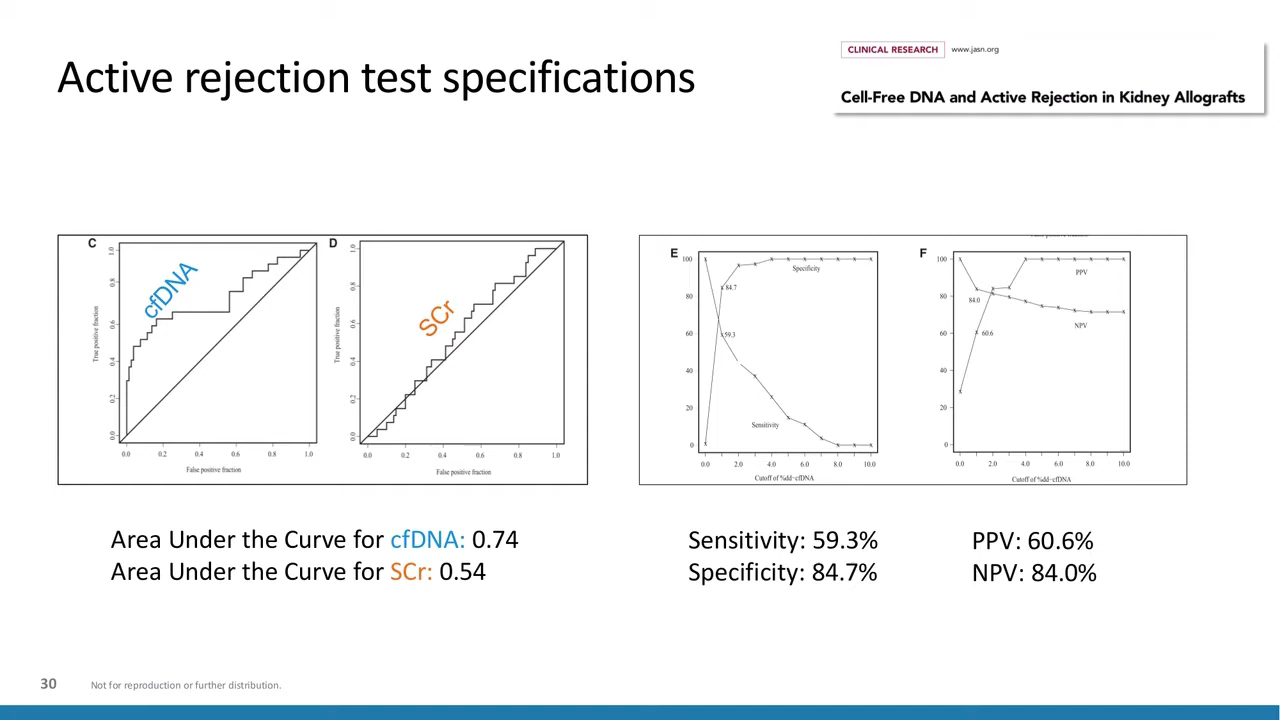 Active rejection test specifications
CLINICAL RESEARCH www.jasn.org
Cell-Free DNA and Active Rejection in Kidney Allografts
C
cfDNA
True positive fraction
1.0
0.8
0.6
0.4
0.2
0.0
0.0 0.2 0.4 0.6 0.8 1.0
False positive fraction
D
SCr
True positive fraction
1.0
0.8
0.6
0.4
0.2
0.0
0.0 0.2 0.4 0.6 0.8 1.0
False positive fraction
E
100
80
60
40
20
0
Specificity
84.7
59.3
Sensitivity
0.0 2.0 4.0 6.0 8.0 10.0
Cutoff of %dd-cfDNA
F
100
80
60
40
20
0
PPV
84.0
NPV
60.6
0.0 2.0 4.0 6.0 8.0 10.0
Cutoff of %dd-cfDNA
Area Under the Curve for cfDNA: 0.74
Area Under the Curve for SCr: 0.54
Sensitivity: 59.3%
Specificity: 84.7%
PPV: 60.6%
NPV: 84.0%
30 Not for reproduction or further distribution.